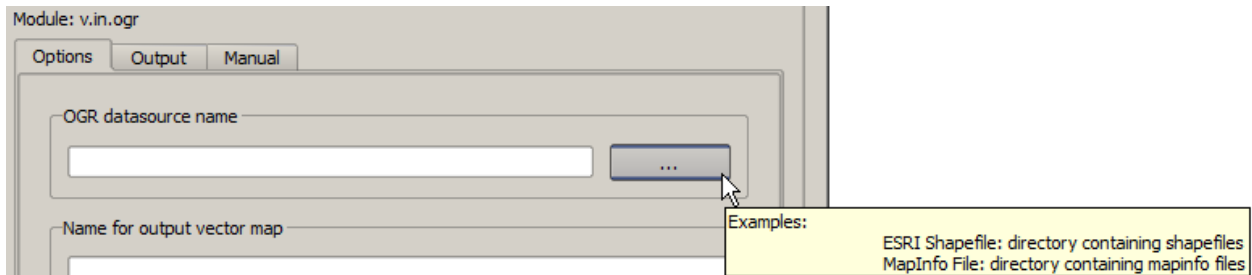 Module: v.in.ogr
Options Output Manual
OGR datasource name
...
Name for output vector map
Examples:
ESRI Shapefile: directory containing shapefiles
MapInfo File: directory containing mapinfo files